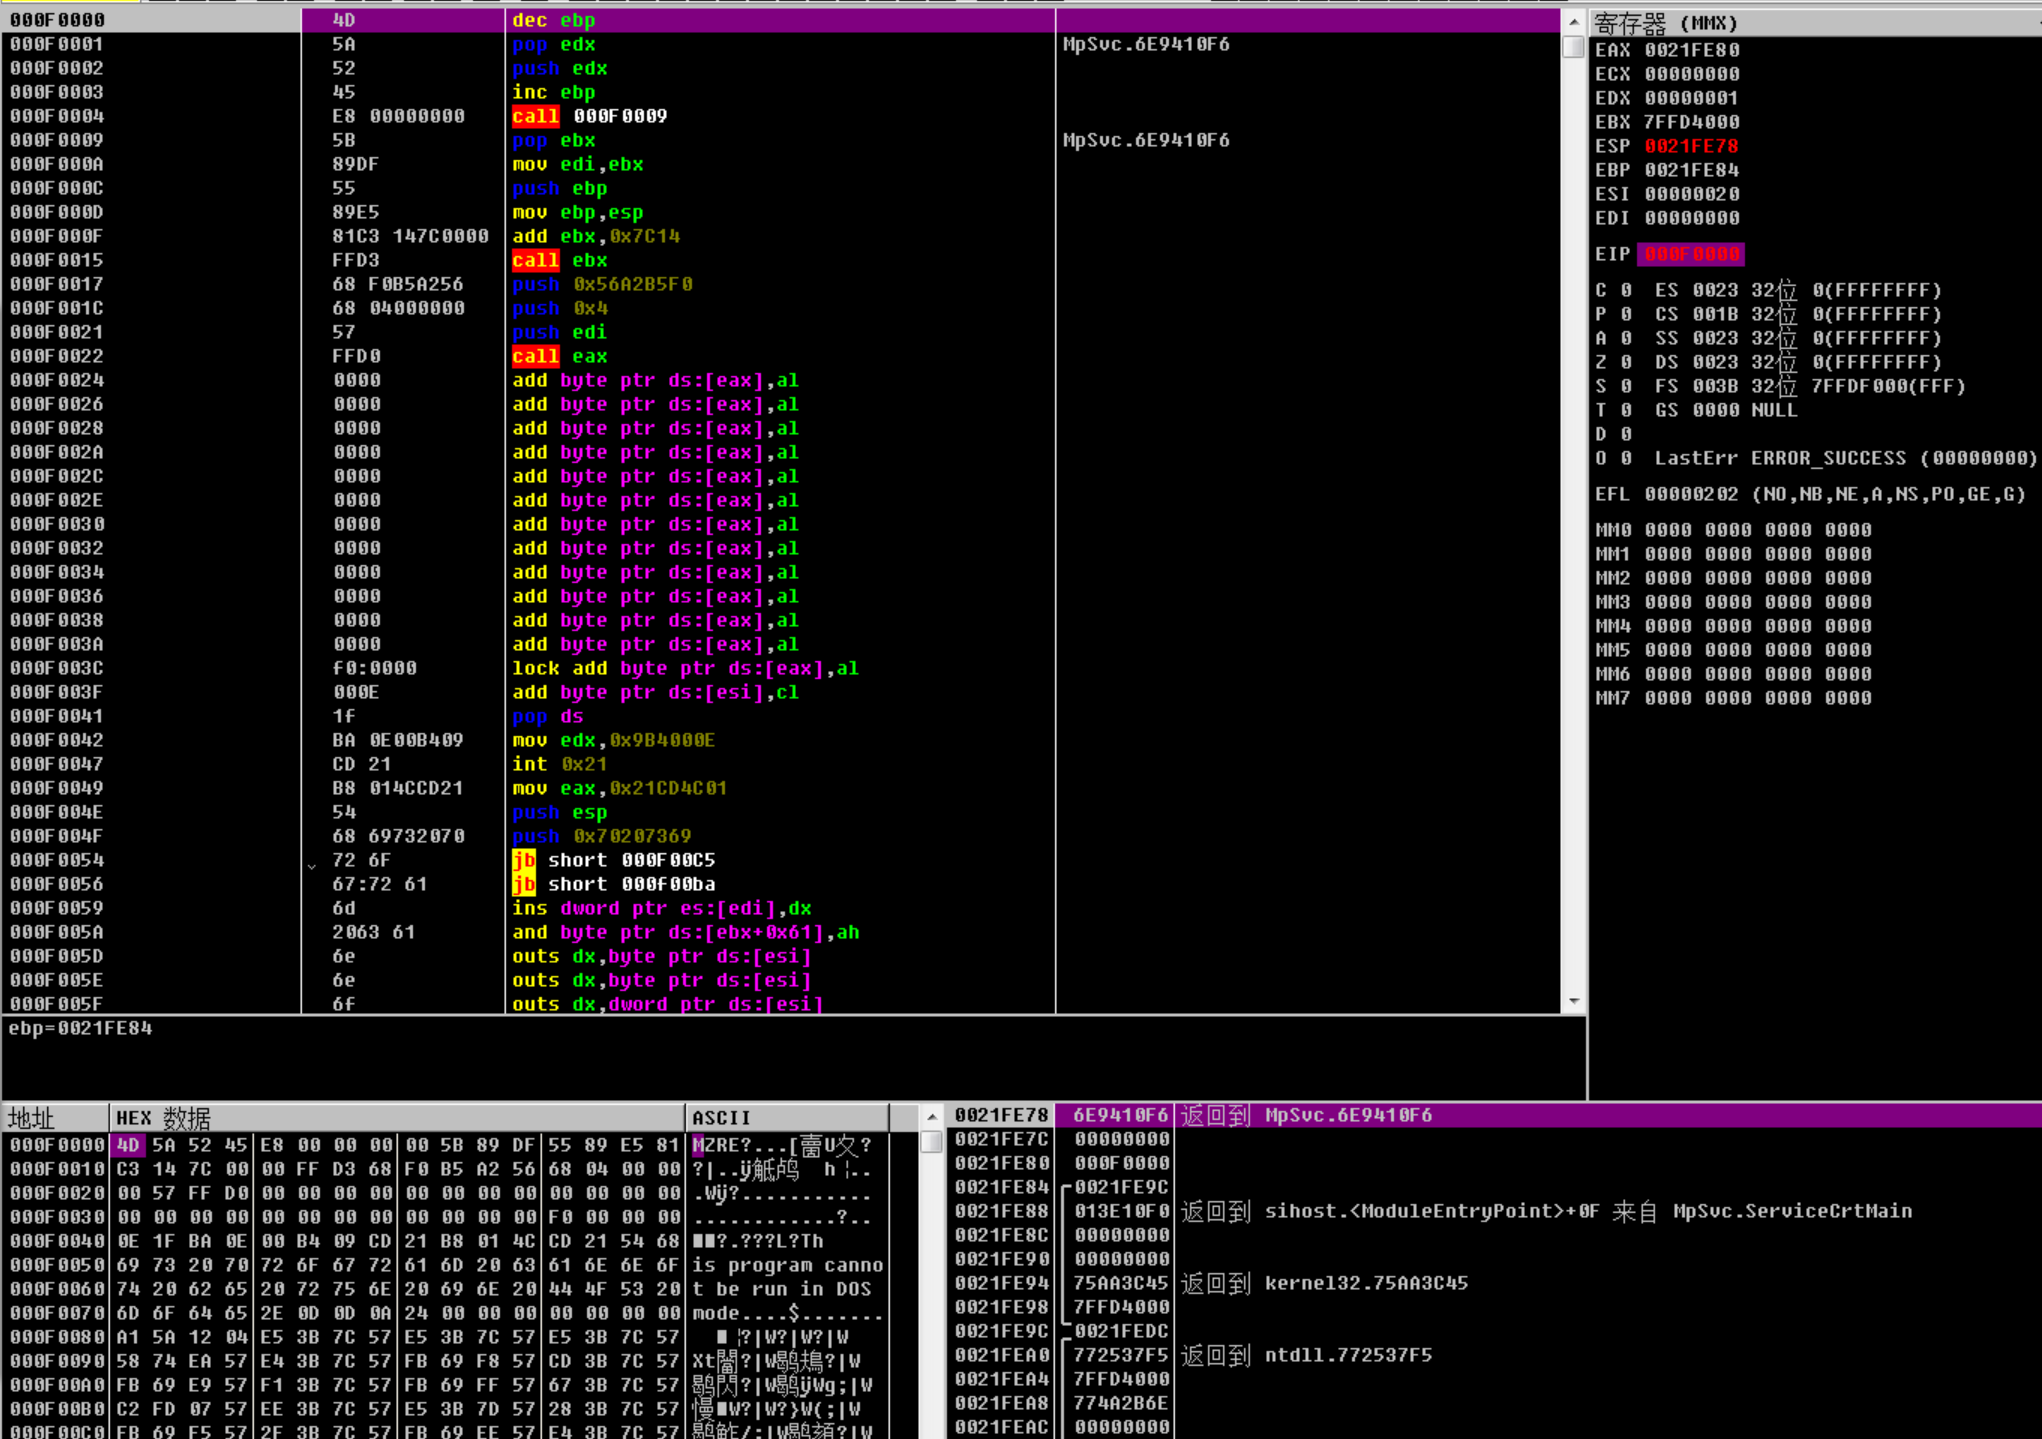 000F0000 4D dec ebp
000F0001 5A pop edx MpSvc.6E9410F6
000F0002 52 push edx
000F0003 45 inc ebp
000F0004 E8 00000000 call 000F0009
000F0009 5B pop ebx MpSvc.6E9410F6
000F000A 89DF mov edi,ebx
000F000C 55 push ebp
000F000D 89E5 mov ebp,esp
000F000F 81C3 147C0000 add ebx,0x7C14
000F0015 FFD3 call ebx
000F0017 68 F0B5A256 push 0x56A2B5F0
000F001C 68 04000000 push 0x4
000F0021 57 push edi
000F0022 FFD0 call eax
000F0024 0000 add byte ptr ds:[eax],al
000F0026 0000 add byte ptr ds:[eax],al
000F0028 0000 add byte ptr ds:[eax],al
000F002A 0000 add byte ptr ds:[eax],al
000F002C 0000 add byte ptr ds:[eax],al
000F002E 0000 add byte ptr ds:[eax],al
000F0030 0000 add byte ptr ds:[eax],al
000F0032 0000 add byte ptr ds:[eax],al
000F0034 0000 add byte ptr ds:[eax],al
000F0036 0000 add byte ptr ds:[eax],al
000F0038 0000 add byte ptr ds:[eax],al
000F003A 0000 add byte ptr ds:[eax],al
000F003C f0:0000 lock add byte ptr ds:[eax],al
000F003F 000E add byte ptr ds:[esi],cl
000F0041 1f pop ds
000F0042 BA 0E00B409 mov edx,0x9B4000E
000F0047 CD 21 int 0x21
000F0049 B8 014CCD21 mov eax,0x21CD4C01
000F004E 54 push esp
000F004F 68 69732070 push 0x70207369
000F0054 72 6F jb short 000F00C5
000F0056 67:72 61 jb short 000f00ba
000F0059 6d ins dword ptr es:[edi],dx
000F005A 2063 61 and byte ptr ds:[ebx+0x61],ah
000F005D 6e outs dx,byte ptr ds:[esi]
000F005E 6e outs dx,byte ptr ds:[esi]
000F005F 6f outs dx,dword ptr ds:[esi]
ebp=0021FE84
寄存器 (MMX)
EAX 0021FE80
ECX 00000000
EDX 00000001
EBX 7FFD4000
ESP 0021FE78
EBP 0021FE84
ESI 00000020
EDI 00000000
EIP 000F0000
C 0 ES 0023 32位 0(FFFFFFFF)
P 0 CS 001B 32位 0(FFFFFFFF)
A 0 SS 0023 32位 0(FFFFFFFF)
Z 0 DS 0023 32位 0(FFFFFFFF)
S 0 FS 003B 32位 7FFDF000(FFF)
T 0 GS 0000 NULL
D 0
O 0 LastErr ERROR_SUCCESS (00000000)
EFL 00000202 (NO,NB,NE,A,NS,PO,GE,G)
MM0 0000 0000 0000 0000
MM1 0000 0000 0000 0000
MM2 0000 0000 0000 0000
MM3 0000 0000 0000 0000
MM4 0000 0000 0000 0000
MM5 0000 0000 0000 0000
MM6 0000 0000 0000 0000
MM7 0000 0000 0000 0000
地址 HEX 数据 ASCII
000F0000 4D 5A 52 45 E8 00 00 00 00 5B 89 DF 55 89 E5 81
000F0010 C3 14 7C 00 00 FF D3 68 F0 B5 A2 56 68 04 00 00
000F0020 00 57 FF D0 00 00 00 00 00 00 00 00 00 00 00 00 .Wÿ?............
000F0030 00 00 00 00 00 00 00 00 00 00 00 00 F0 00 00 00 ............?..
000F0040 0E 1F BA 0E 00 B4 09 CD 21 B8 01 4C CD 21 54 68 ■■?.???L?Th
000F0050 69 73 20 70 72 6F 67 72 61 6D 20 63 61 6E 6E 6F is program canno
000F0060 74 20 62 65 20 72 75 6E 20 69 6E 20 44 4F 53 20 t be run in DOS
000F0070 6D 6F 64 65 2E 0D 0D 0A 24 00 00 00 00 00 00 00 mode....$.......
000F0080 A1 5A 12 04 E5 3B 7C 57 E5 3B 7C 57 E5 3B 7C 57
000F0090 58 74 EA 57 E4 3B 7C 57 FB 69 F8 57 CD 3B 7C 57
000F00A0 FB 69 E9 57 F1 3B 7C 57 FB 69 FF 57 67 3B 7C 57
000F00B0 C2 FD 07 57 EE 3B 7C 57 E5 3B 7D 57 28 3B 7C 57
000F00C0 FB 69 F5 57 2F 3B 7C 57 FB 69 EE 57 E4 3B 7C 57
0021FE78 6E9410F6 返回到 MpSvc.6E9410F6
0021FE7C 00000000
0021FE80 000F0000
0021FE84 0021FE9C
0021FE88 013E10F0 返回到 sihost.<ModuleEntryPoint>+0F 来自 MpSvc.ServiceCrtMain
0021FE8C 00000000
0021FE90 00000000
0021FE94 75AA3C45 返回到 kernel32.75AA3C45
0021FE98 7FFD4000
0021FE9C 0021FEDC
0021FEA0 772537F5 返回到 ntdll.772537F5
0021FEA4 7FFD4000
0021FEA8 774A2B6E
0021FEAC 00000000